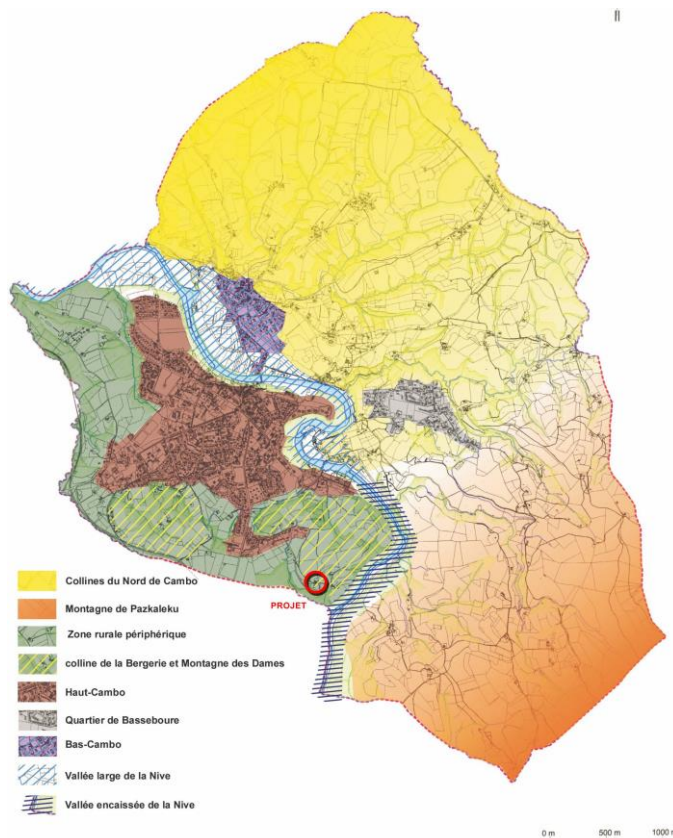 PROJET
Collines du Nord de Cambo
Montagne de Pazkaleku
Zone rurale périphérique
colline de la Bergerie et Montagne des Dames
Haut-Cambo
Quartier de Basseboure
Bas-Cambo
Vallée large de la Nive
Vallée encaissée de la Nive
0 m 500 m 1000 m